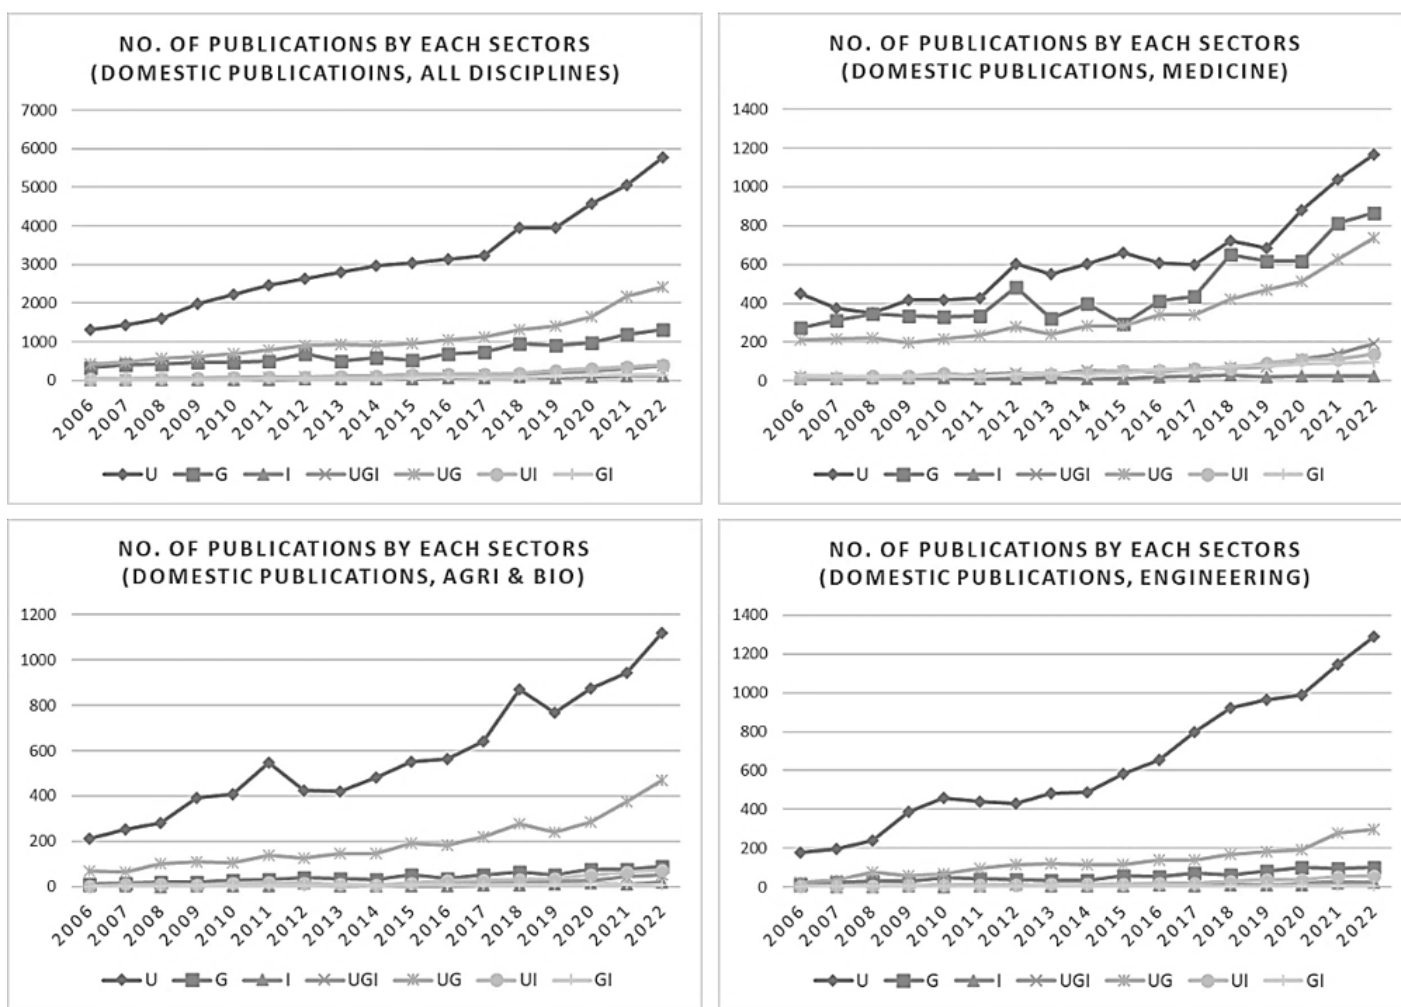 NO. OF PUBLICATIONS BY EACH SECTORS
(DOMESTIC PUBLICATIOINS, ALL DISCIPLINES)
7000
6000
5000
4000
3000
2000
1000
0
2006 2007 2008 2009 2010 2011 2012 2013 2014 2015 2016 2017 2018 2019 2020 2021 2022
U G I UGI UG UI GI
NO. OF PUBLICATIONS BY EACH SECTORS
(DOMESTIC PUBLICATIONS, MEDICINE)
1400
1200
1000
800
600
400
200
0
2006 2007 2008 2009 2010 2011 2012 2013 2014 2015 2016 2017 2018 2019 2020 2021 2022
U G I UGI UG UI GI
NO. OF PUBLICATIONS BY EACH SECTORS
(DOMESTIC PUBLICATIONS, AGRI & BIO)
1200
1000
800
600
400
200
0
2006 2007 2008 2009 2010 2011 2012 2013 2014 2015 2016 2017 2018 2019 2020 2021 2022
U G I UGI UG UI GI
NO. OF PUBLICATIONS BY EACH SECTORS
(DOMESTIC PUBLICATIONS, ENGINEERING)
1400
1200
1000
800
600
400
200
0
2006 2007 2008 2009 2010 2011 2012 2013 2014 2015 2016 2017 2018 2019 2020 2021 2022
U G I UGI UG UI GI